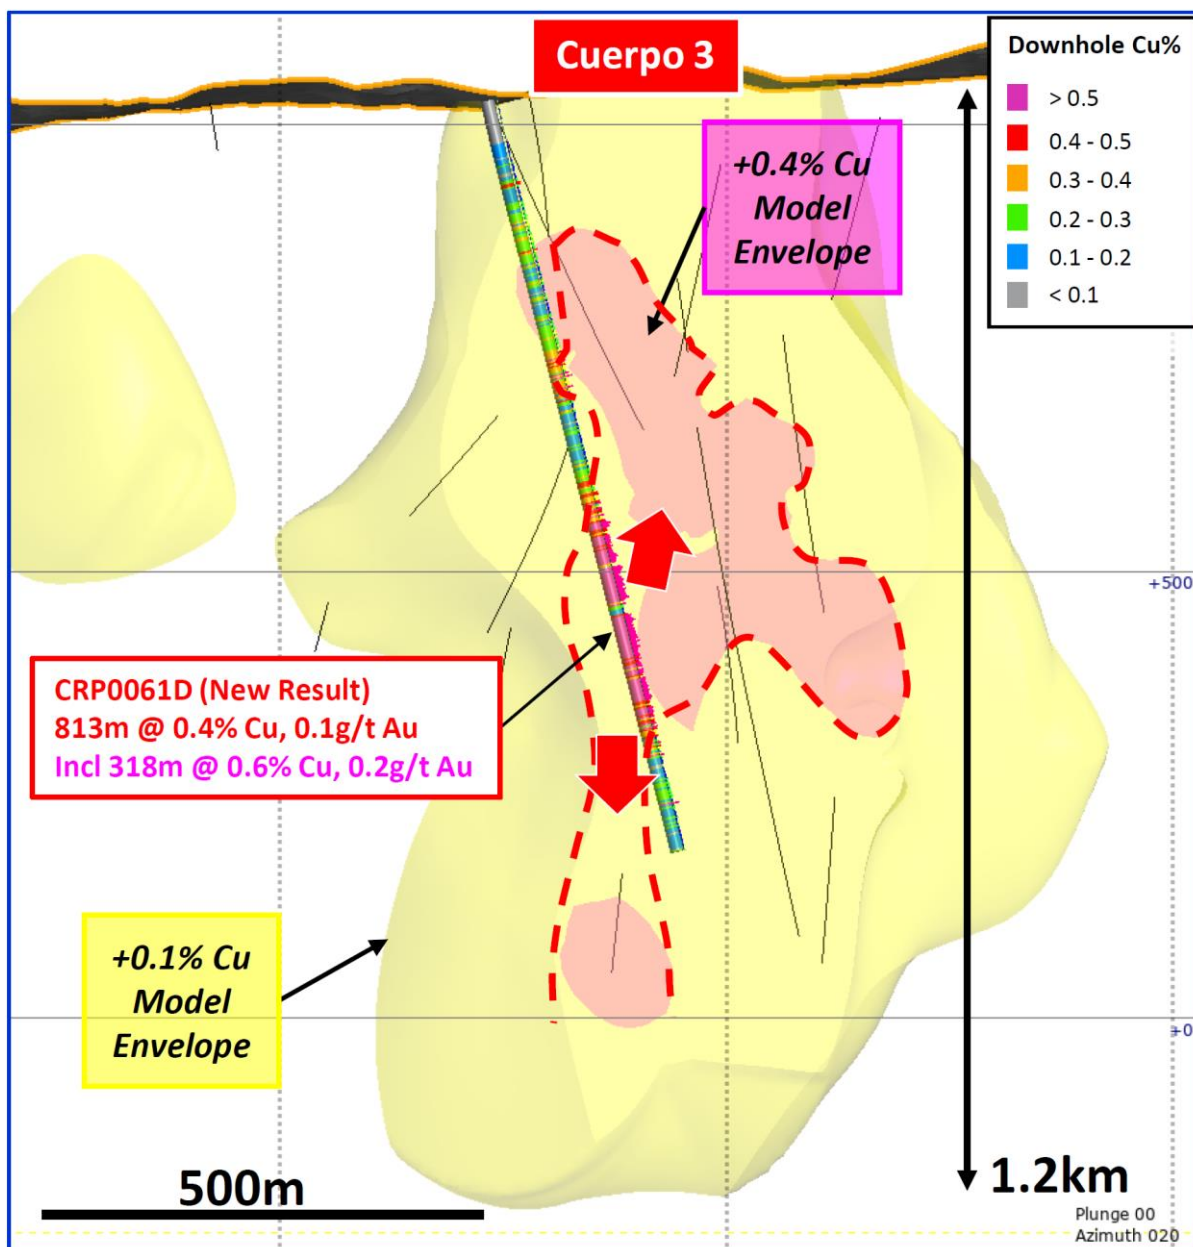 Cuerpo 3
Downhole Cu%
> 0.5
0.4 - 0.5
0.3 - 0.4
0.2 - 0.3
0.1 - 0.2
< 0.1
+0.4% Cu
Model
Envelope
+500
CRP0061D (New Result)
813m @ 0.4% Cu, 0.1g/t Au
Incl 318m @ 0.6% Cu, 0.2g/t Au
+0.1% Cu
Model
Envelope
+0
500m
1.2km
Plunge 00
Azimuth 020